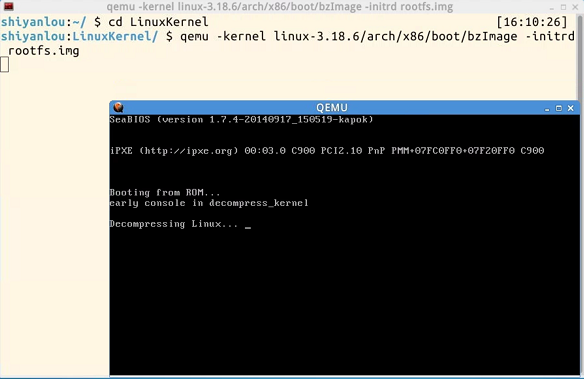 qemu -kernel linux-3.18.6/arch/x86/boot/bzImage -initrd rootfs.img
shiyanlou:~/ $ cd LinuxKernel [16:10:26]
shiyanlou:LinuxKernel/ $ qemu -kernel linux-3.18.6/arch/x86/boot/bzImage -initrd
rootfs.img
QEMU
SeaBIOS (version 1.7.4-20140917_150519-kapok)
iPXE (http://ipxe.org) 00:03.0 C900 PCI2.10 PnP PMM+07FC0FF0+07F20FF0 C900
Booting from ROM...
early console in decompress_kernel
Decompressing Linux... _